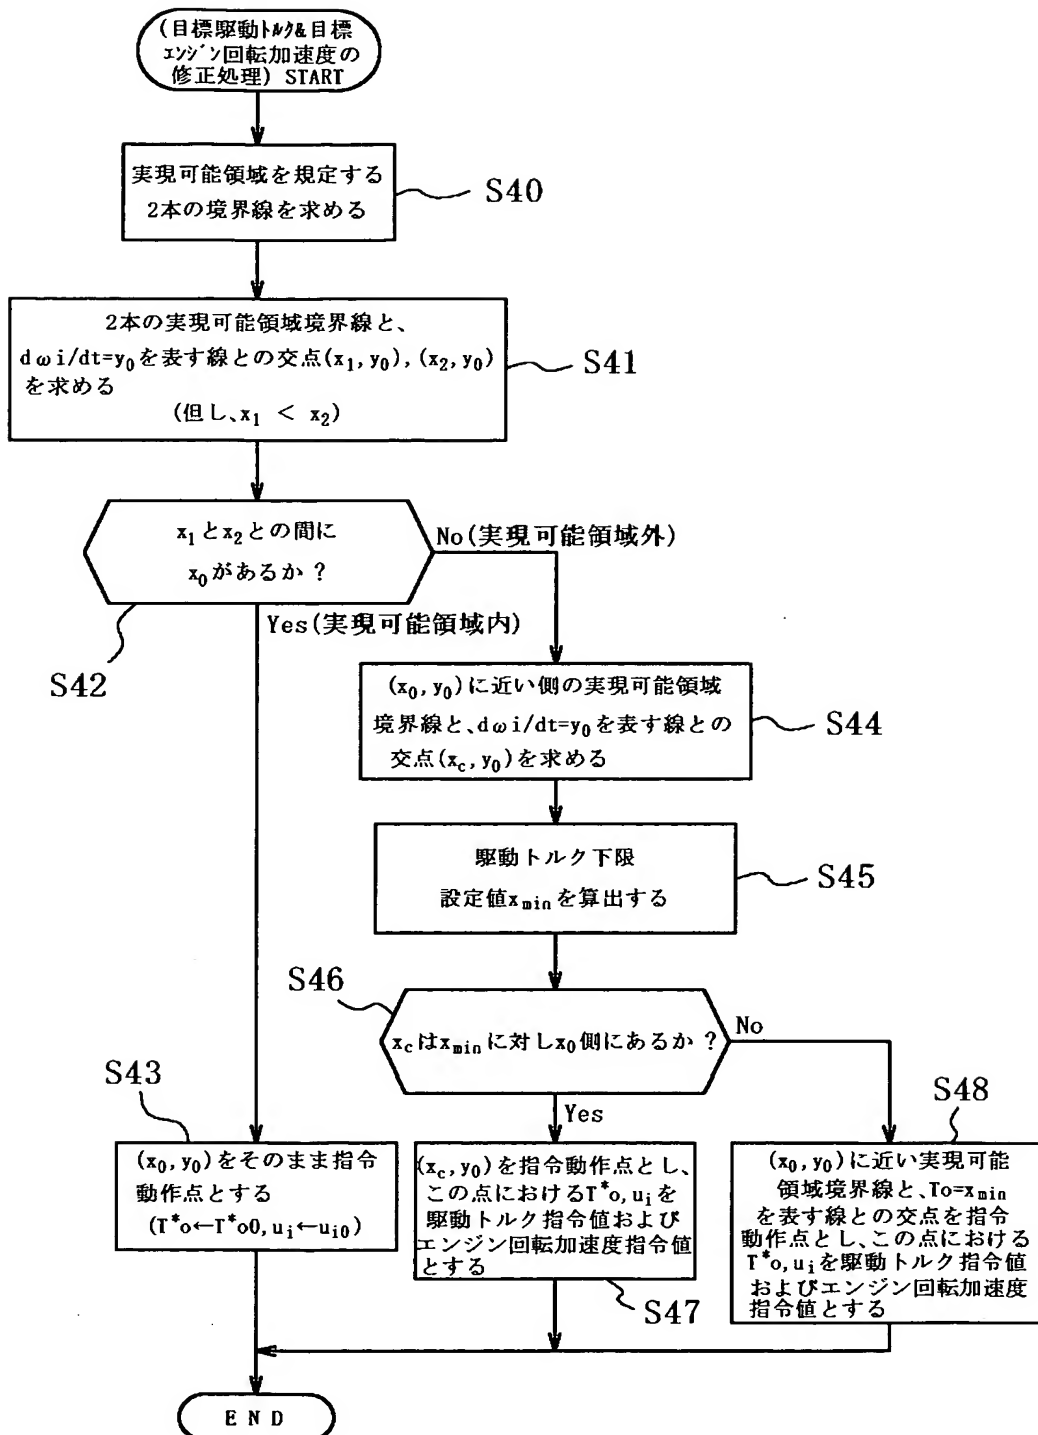 (目標駆動トルク&目標
エンジン回転加速度の
修正処理) START
実現可能領域を規定する
2本の境界線を求める
S40
2本の実現可能領域境界線と、
dωi/dt=y0を表す線との交点(x1,y0),(x2,y0)
を求める
(但し、x1 < x2)
S41
x1とx2との間に
x0があるか？
S42
No(実現可能領域外)
Yes(実現可能領域内)
(x0,y0)に近い側の実現可能領域
境界線と、dωi/dt=y0を表す線との
交点(xc,y0)を求める
S44
駆動トルク下限
設定値xminを算出する
S45
S46
xcはxminに対しx0側にあるか？
No
Yes
S43
(x0,y0)をそのまま指令
動作点とする
(T*o←T*o0,ui←ui0)
(xc,y0)を指令動作点とし、
この点におけるT*o,uiを
駆動トルク指令値および
エンジン回転加速度指令値
とする
S47
S48
(x0,y0)に近い実現可能
領域境界線と、To=xmin
を表す線との交点を指令
動作点とし、この点における
T*o,uiを駆動トルク指令値
およびエンジン回転加速度
指令値とする
END